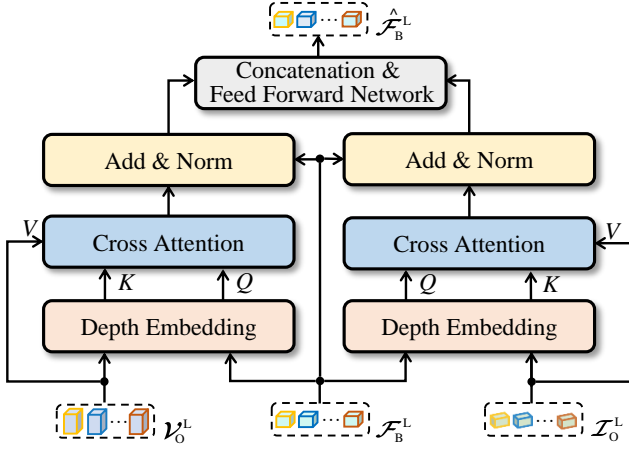 ··· 𝓕̂_B^L
Concatenation &
Feed Forward Network
Add & Norm Add & Norm
V Cross Attention Cross Attention V
K Q Q K
Depth Embedding Depth Embedding
··· 𝒱_O^L ··· 𝓕_B^L ··· 𝓘_O^L